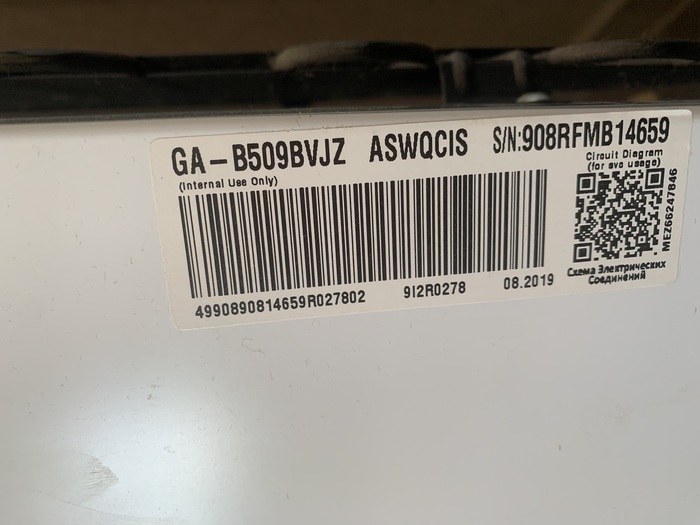 GA-B509BVJZ ASWQCIS S/N:908RFMB14659
(Internal Use Only)
Circuit Diagram
(for svc usage)
MEZ66247846
4990890814659R027802 9I2R0278 08.2019
Схема Электрических
Соединений